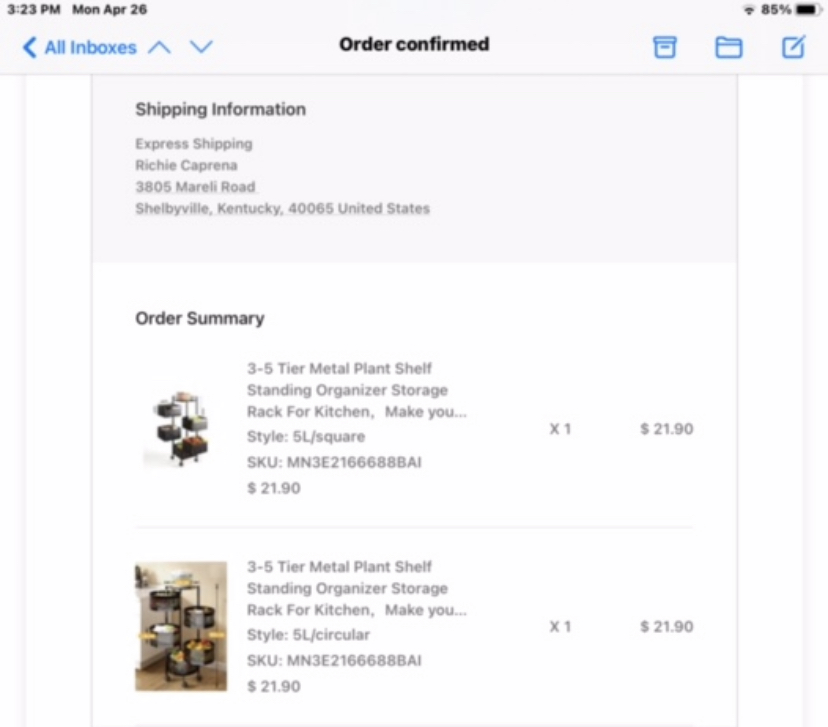 3:23 PM Mon Apr 26
85%
All Inboxes
Order confirmed
Shipping Information
Express Shipping
Richie Caprena
3805 Mareli Road
Shelbyville, Kentucky, 40065 United States
Order Summary
3-5 Tier Metal Plant Shelf
Standing Organizer Storage
Rack For Kitchen, Make you...
Style: 5L/square
SKU: MN3E2166688BAI
$ 21.90
X 1
$ 21.90
3-5 Tier Metal Plant Shelf
Standing Organizer Storage
Rack For Kitchen, Make you...
Style: 5L/circular
SKU: MN3E2166688BAI
$ 21.90
X 1
$ 21.90